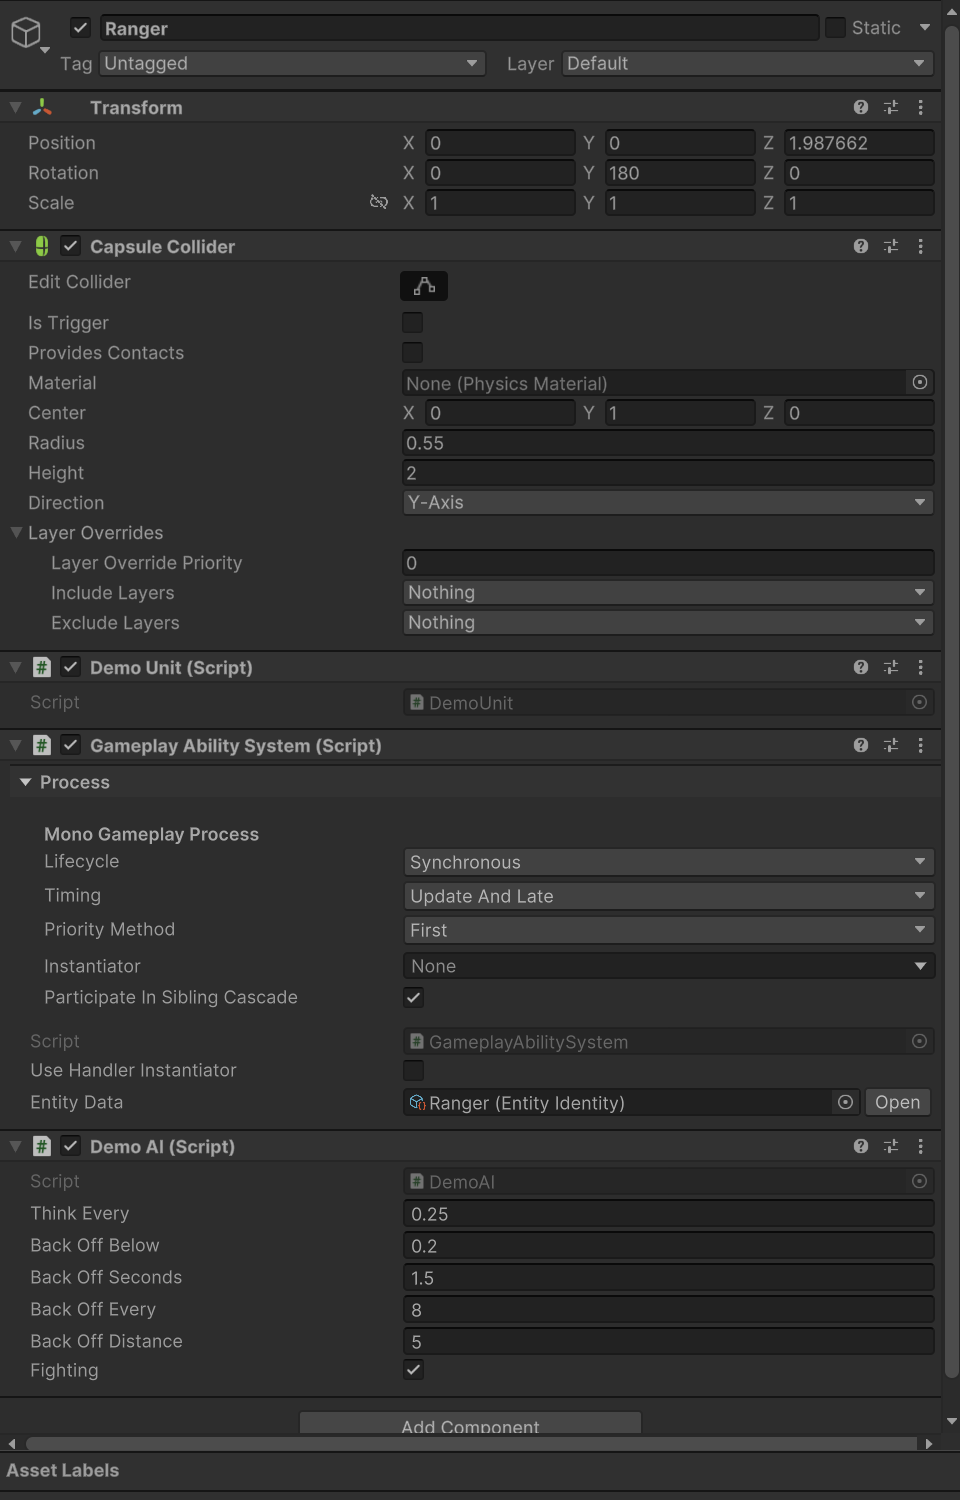 Ranger Static
Tag Untagged Layer Default
Transform
Position X 0 Y 0 Z 1.987662
Rotation X 0 Y 180 Z 0
Scale X 1 Y 1 Z 1
Capsule Collider
Edit Collider
Is Trigger
Provides Contacts
Material None (Physics Material)
Center X 0 Y 1 Z 0
Radius 0.55
Height 2
Direction Y-Axis
Layer Overrides
Layer Override Priority 0
Include Layers Nothing
Exclude Layers Nothing
# Demo Unit (Script)
Script # DemoUnit
# Gameplay Ability System (Script)
Process
Mono Gameplay Process
Lifecycle Synchronous
Timing Update And Late
Priority Method First
Instantiator None
Participate In Sibling Cascade
Script # GameplayAbilitySystem
Use Handler Instantiator
Entity Data Ranger (Entity Identity) Open
# Demo AI (Script)
Script # DemoAI
Think Every 0.25
Back Off Below 0.2
Back Off Seconds 1.5
Back Off Every 8
Back Off Distance 5
Fighting
Add Component
Asset Labels